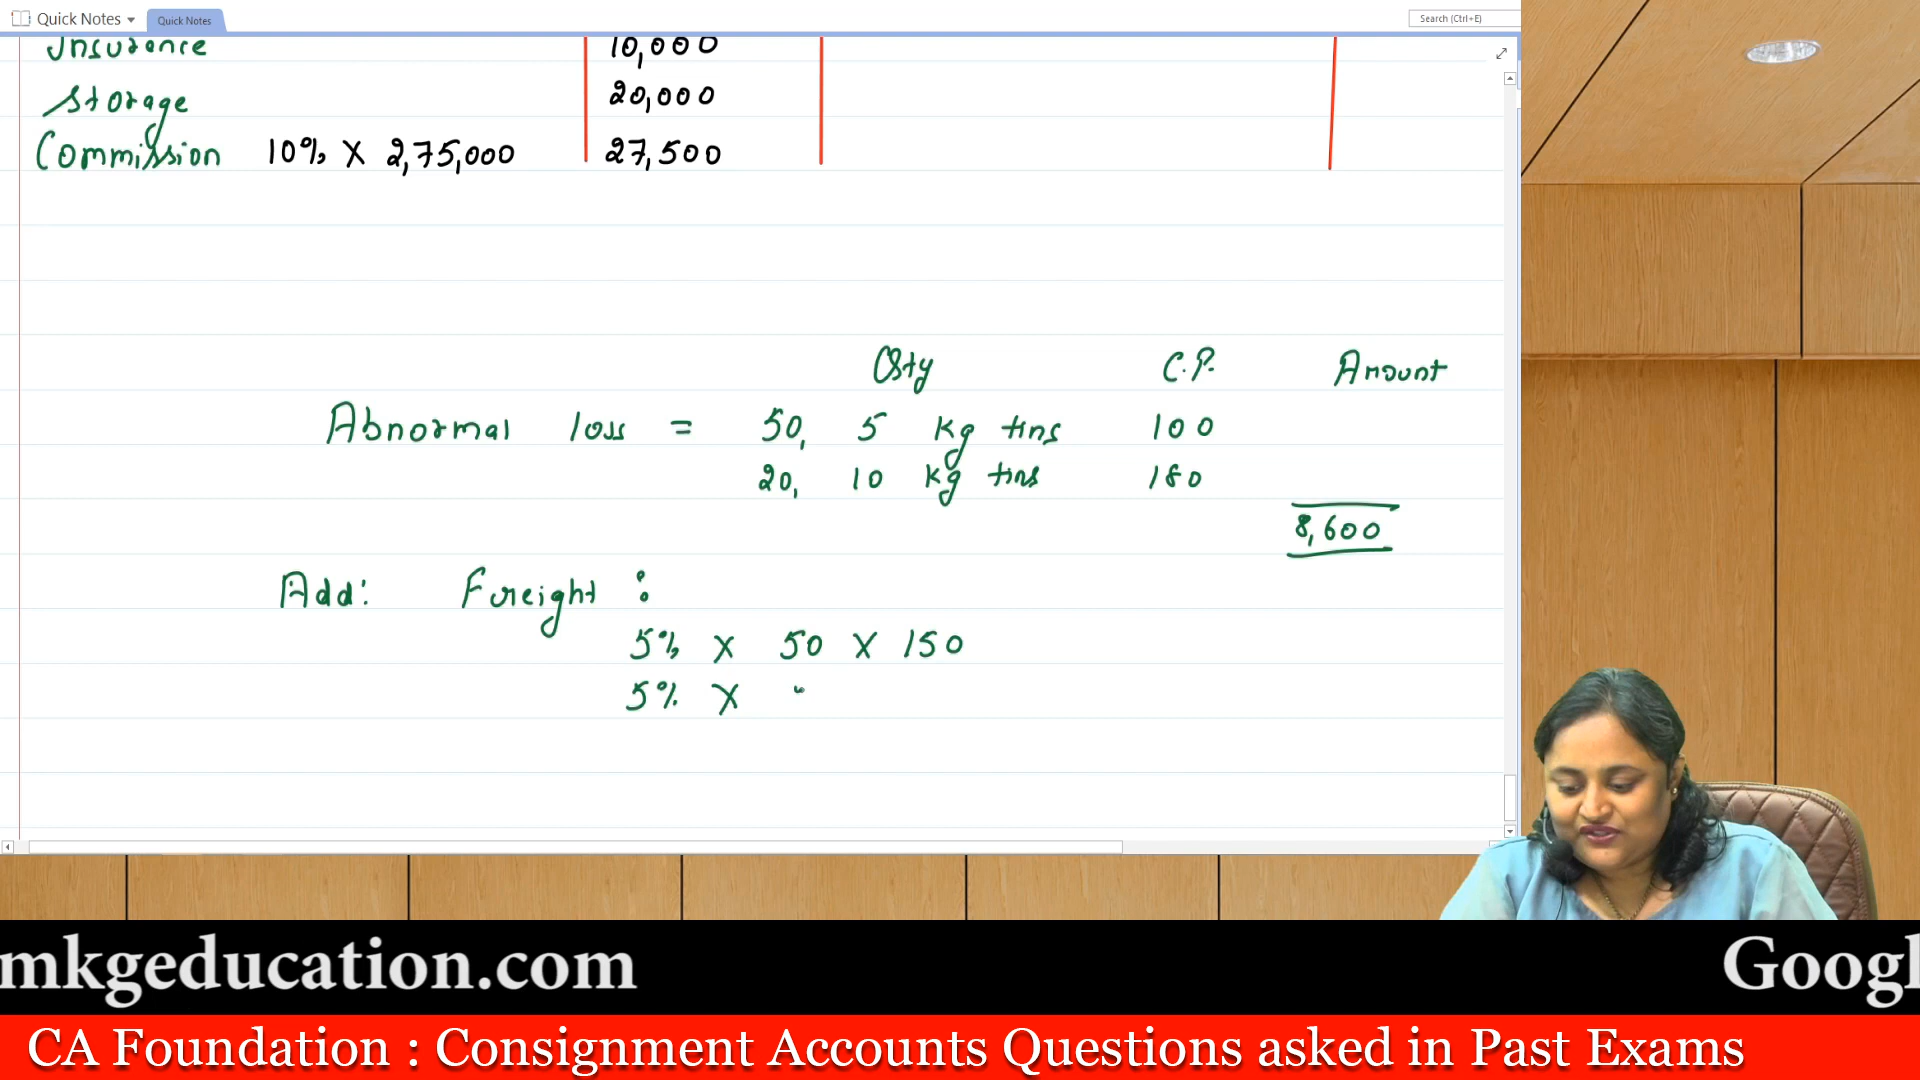 Quick Notes
Quick Notes
Search (Ctrl+E)
Insurance 10,000
Storage 20,000
Commission 10% X 2,75,000 27,500
Qty C.P. Amount
Abnormal loss = 50, 5 kg tins 100
20, 10 kg tins 180
8,600
Add: Freight :
5% X 50 X 150
5% X
mkgeducation.com
Googl
CA Foundation : Consignment Accounts Questions asked in Past Exams